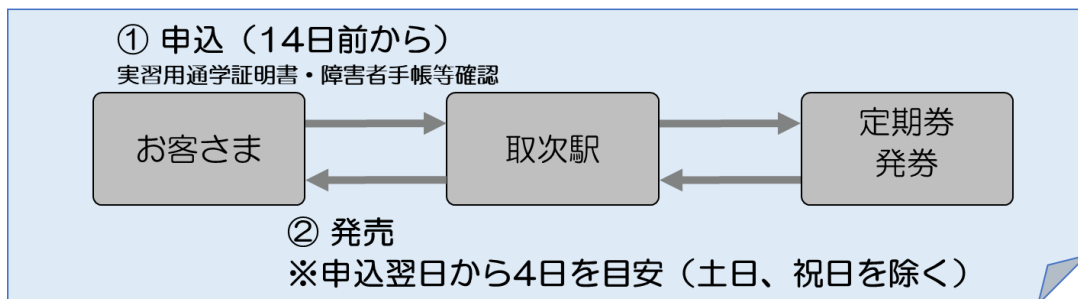 ① 申込（14日前から）
実習用通学証明書・障害者手帳等確認
お客さま
取次駅
定期券
発券
② 発売
※申込翌日から4日を目安（土日、祝日を除く）